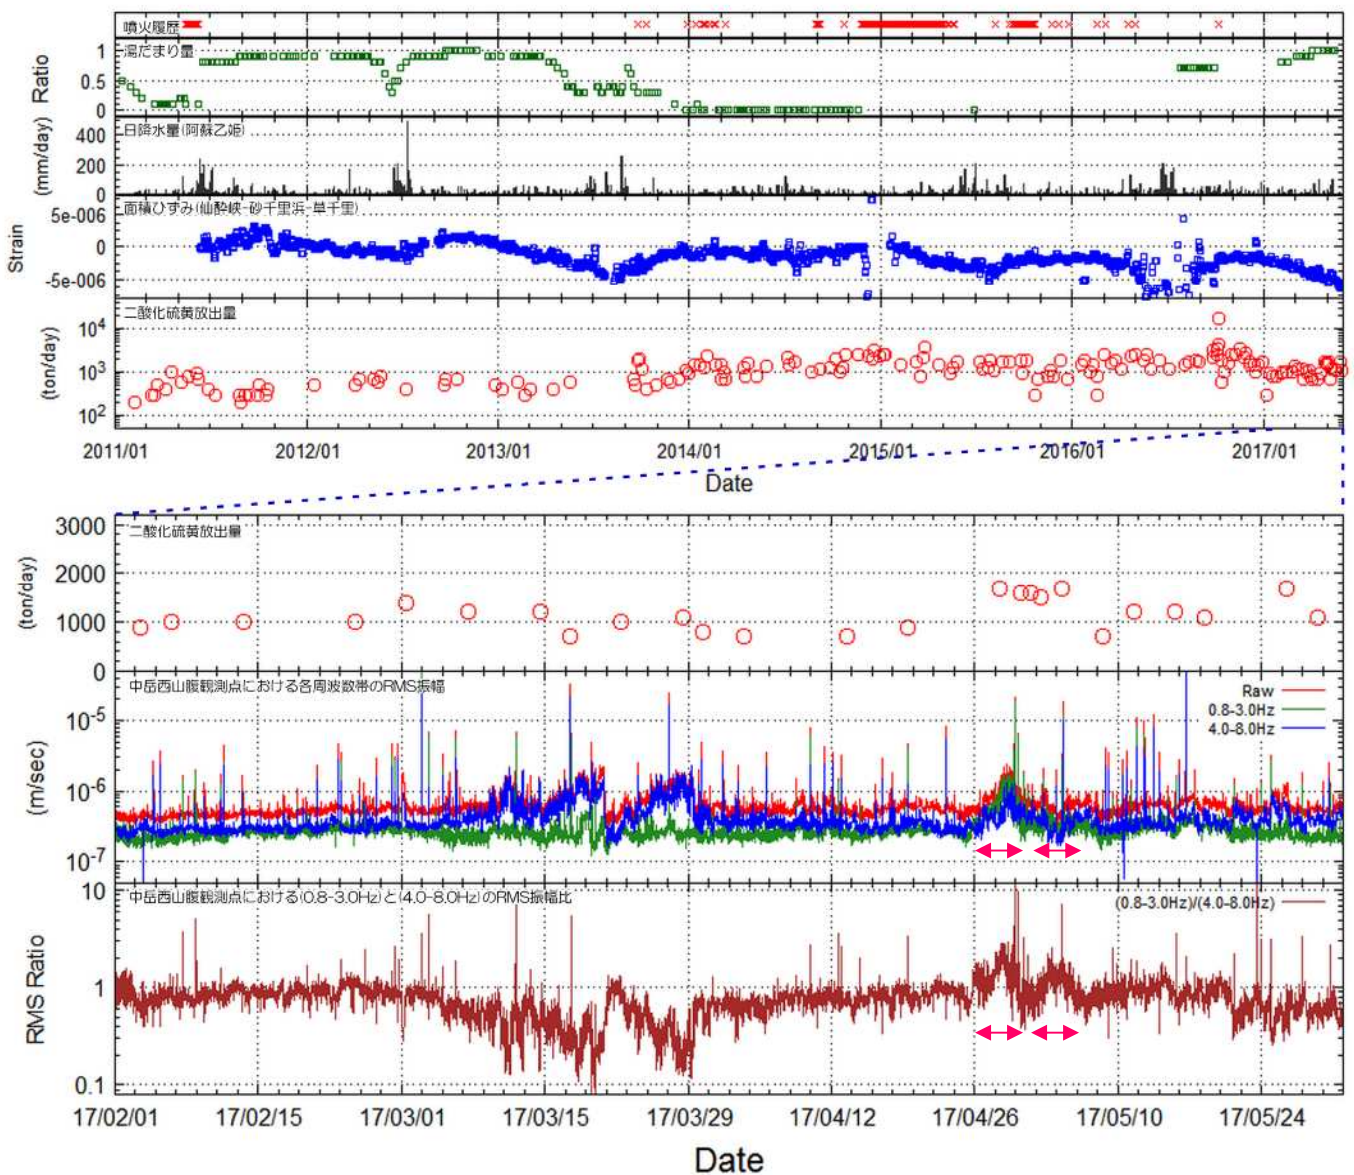 噴火履歴
湯だまり量
1
0.5
0
Ratio
日降水量(阿蘇乙姫)
400
200
0
(mm/day)
面積ひずみ(仙酔峡-砂千里浜-草千里)
5e-006
0
-5e-006
Strain
二酸化硫黄放出量
10^4
10^3
10^2
(ton/day)
2011/01 2012/01 2013/01 2014/01 2015/01 2016/01 2017/01
Date
二酸化硫黄放出量
3000
2000
1000
0
(ton/day)
中岳西山腹観測点における各周波数帯のRMS振幅
Raw
0.8-3.0Hz
4.0-8.0Hz
10^-5
10^-6
10^-7
(m/sec)
中岳西山腹観測点における(0.8-3.0Hz)と(4.0-8.0Hz)のRMS振幅比
(0.8-3.0Hz)/(4.0-8.0Hz)
10
1
0.1
RMS Ratio
17/02/01 17/02/15 17/03/01 17/03/15 17/03/29 17/04/12 17/04/26 17/05/10 17/05/24
Date